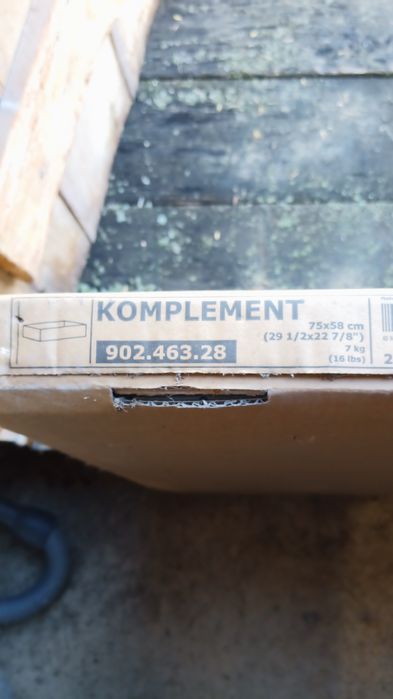 KOMPLEMENT
75x58 cm
(29 1/2x22 7/8")
902.463.28
7 kg
(16 lbs)